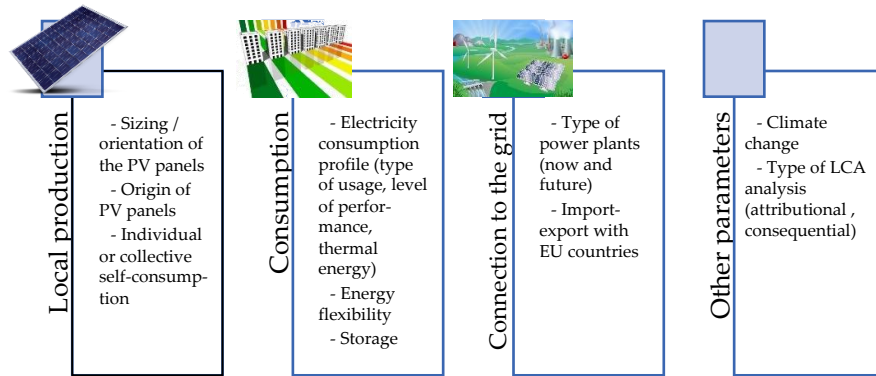 Local production
- Sizing /
orientation of
the PV panels
- Origin of
PV panels
- Individual
or collective
self-consump-
tion
Consumption
- Electricity
consumption
profile (type
of usage, level
of perfor-
mance,
thermal
energy)
- Energy
flexibility
- Storage
Connection to the grid
- Type of
power plants
(now and
future)
- Import-
export with
EU countries
Other parameters
- Climate
change
- Type of LCA
analysis
(attributional ,
consequential)